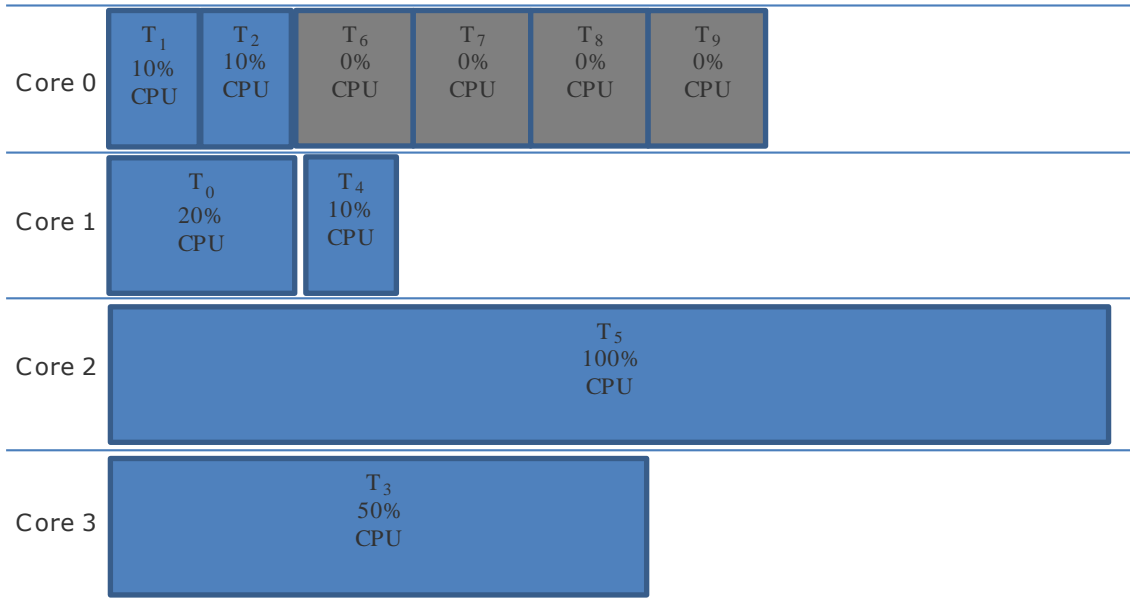 Core 0
T1
10%
CPU
T2
10%
CPU
T6
0%
CPU
T7
0%
CPU
T8
0%
CPU
T9
0%
CPU
Core 1
T0
20%
CPU
T4
10%
CPU
Core 2
T5
100%
CPU
Core 3
T3
50%
CPU